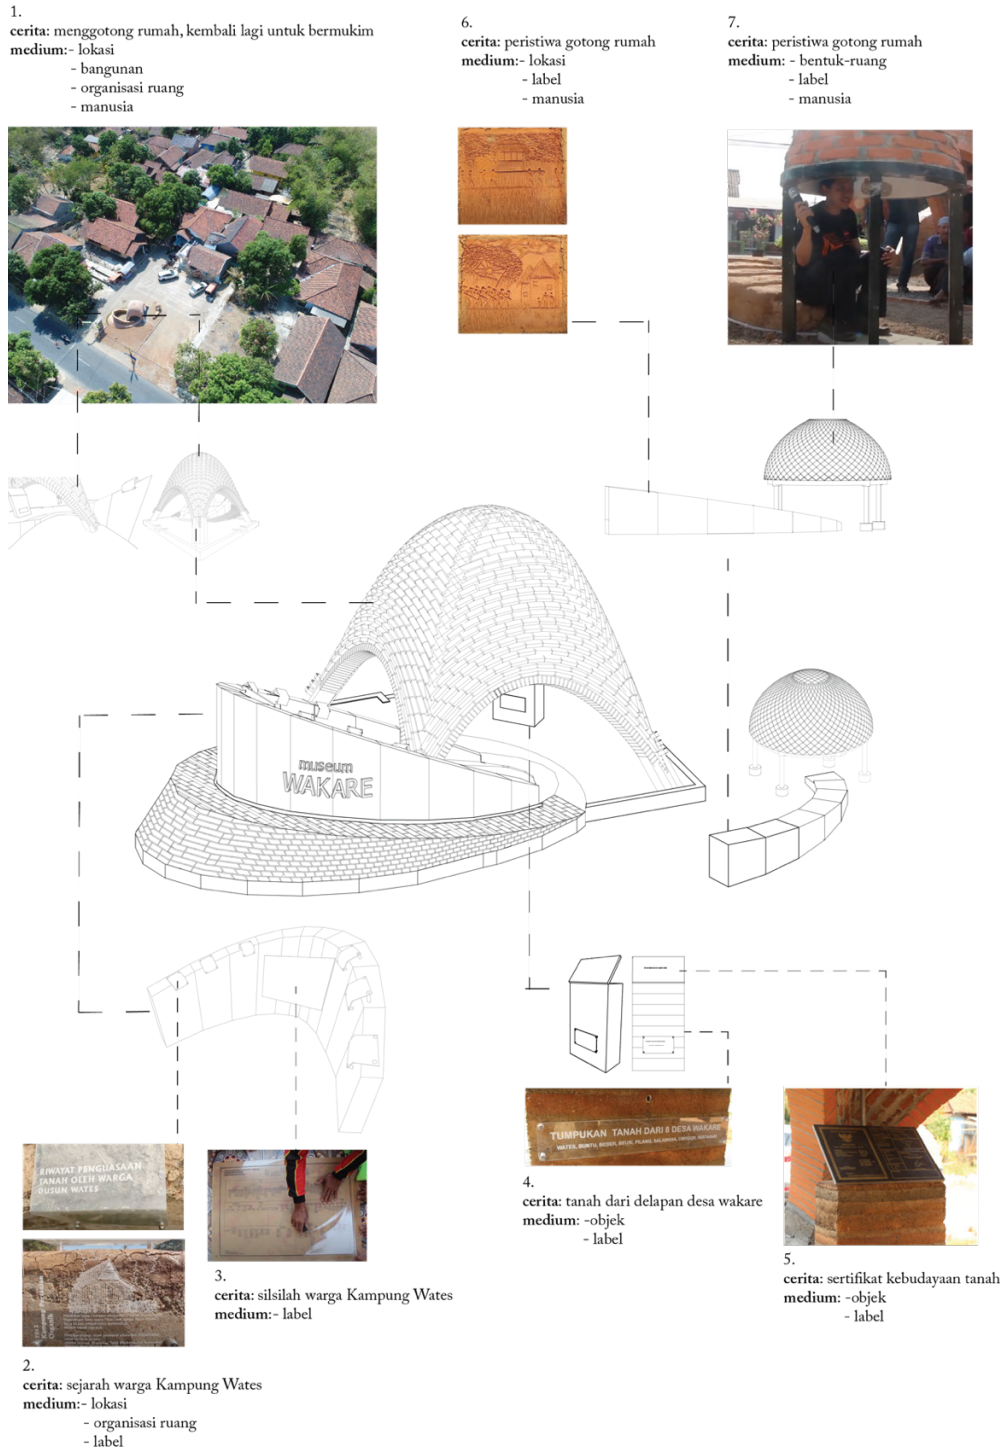 1.
cerita: menggotong rumah, kembali lagi untuk bermukim
medium:- lokasi
- bangunan
- organisasi ruang
- manusia
6.
cerita: peristiwa gotong rumah
medium:- lokasi
- label
- manusia
7.
cerita: peristiwa gotong rumah
medium: - bentuk-ruang
- label
- manusia
museum
WAKARE
RIWAYAT PENGUASAAN
TANAH OLEH WARGA
DUSUN WATES
3.
cerita: silsilah warga Kampung Wates
medium:- label
TUMPUKAN TANAH DARI 8 DESA WAKARE
4.
cerita: tanah dari delapan desa wakare
medium: -objek
- label
5.
cerita: sertifikat kebudayaan tanah
medium: -objek
- label
2.
cerita: sejarah warga Kampung Wates
medium:- lokasi
- organisasi ruang
- label